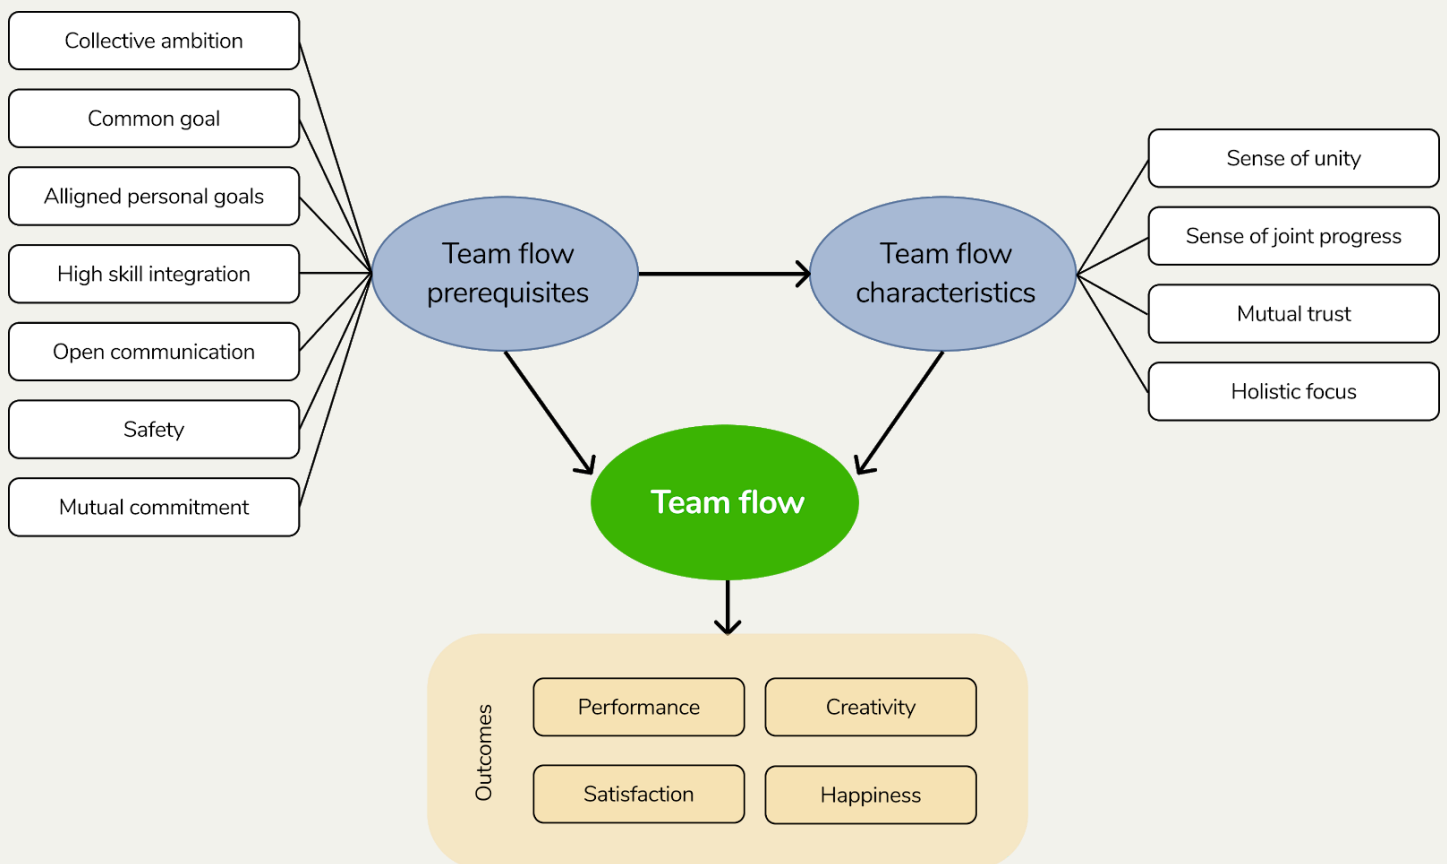 Collective ambition
Common goal
Alligned personal goals
High skill integration
Open communication
Safety
Mutual commitment
Team flow
prerequisites
Team flow
characteristics
Sense of unity
Sense of joint progress
Mutual trust
Holistic focus
Team flow
Outcomes
Performance
Creativity
Satisfaction
Happiness